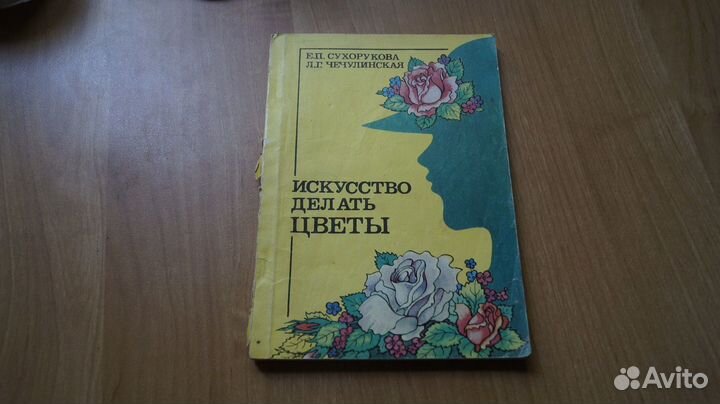 Е.П. СУХОРУКОВА
Л.Г. ЧЕЧУЛИНСКАЯ
ИСКУССТВО
ДЕЛАТЬ
ЦВЕТЫ
Avito